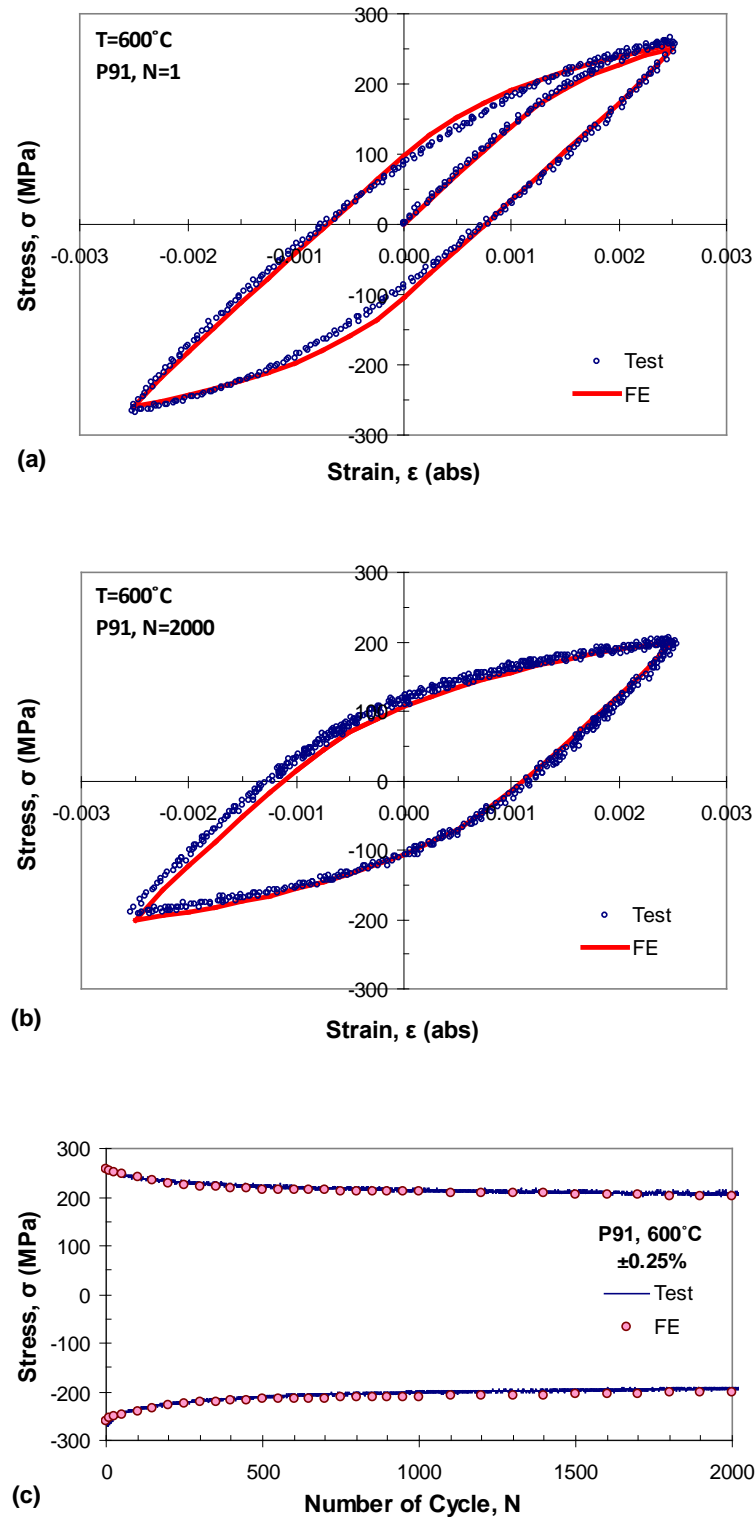 300
T=600˚C
P91, N=1
200
100
0
-0.003 -0.002 -0.001 0.000 0.001 0.002 0.003
-100
-200
-300
Stress, σ (MPa)
Test
FE
(a)
Strain, ε (abs)
300
T=600˚C
P91, N=2000
200
100
0
-0.003 -0.002 -0.001 0.000 0.001 0.002 0.003
-100
-200
-300
Stress, σ (MPa)
Test
FE
(b)
Strain, ε (abs)
300
200
100
0
-100
-200
-300
Stress, σ (MPa)
P91, 600˚C
±0.25%
Test
FE
0 500 1000 1500 2000
(c)
Number of Cycle, N